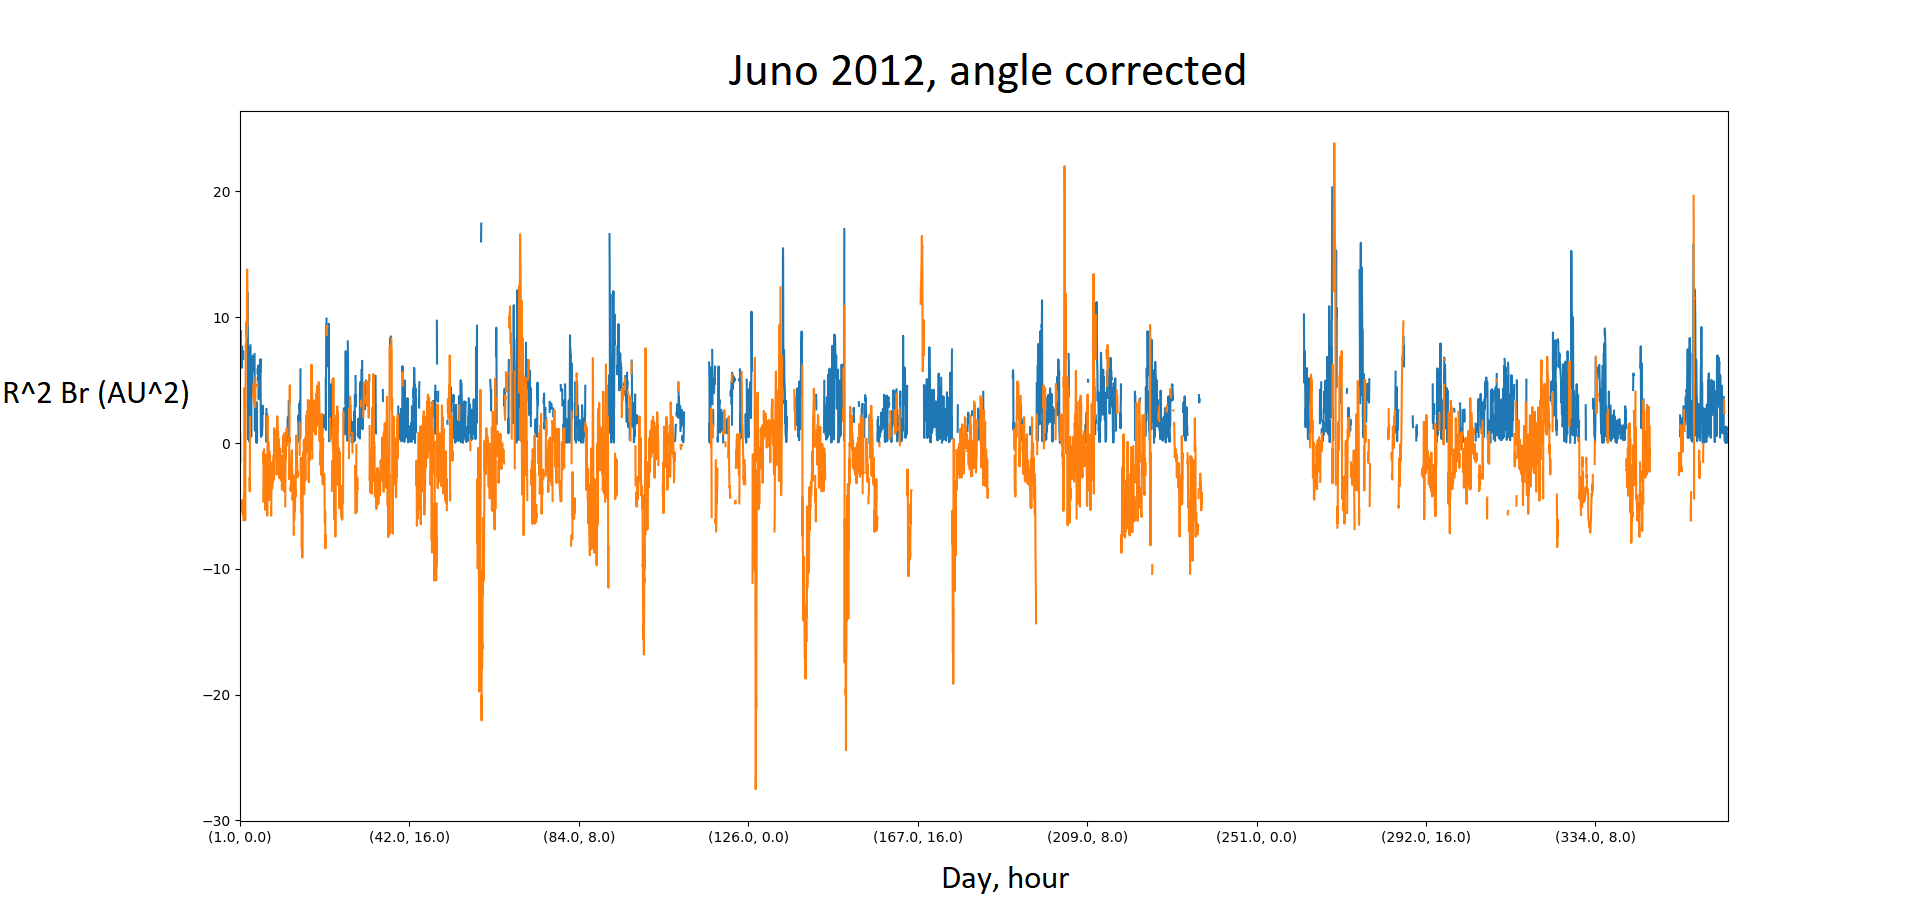 Juno 2012, angle corrected
20
10
R^2 Br (AU^2)
0
−10
−20
−30
(1.0, 0.0) (42.0, 16.0) (84.0, 8.0) (126.0, 0.0) (167.0, 16.0) (209.0, 8.0) (251.0, 0.0) (292.0, 16.0) (334.0, 8.0)
Day, hour